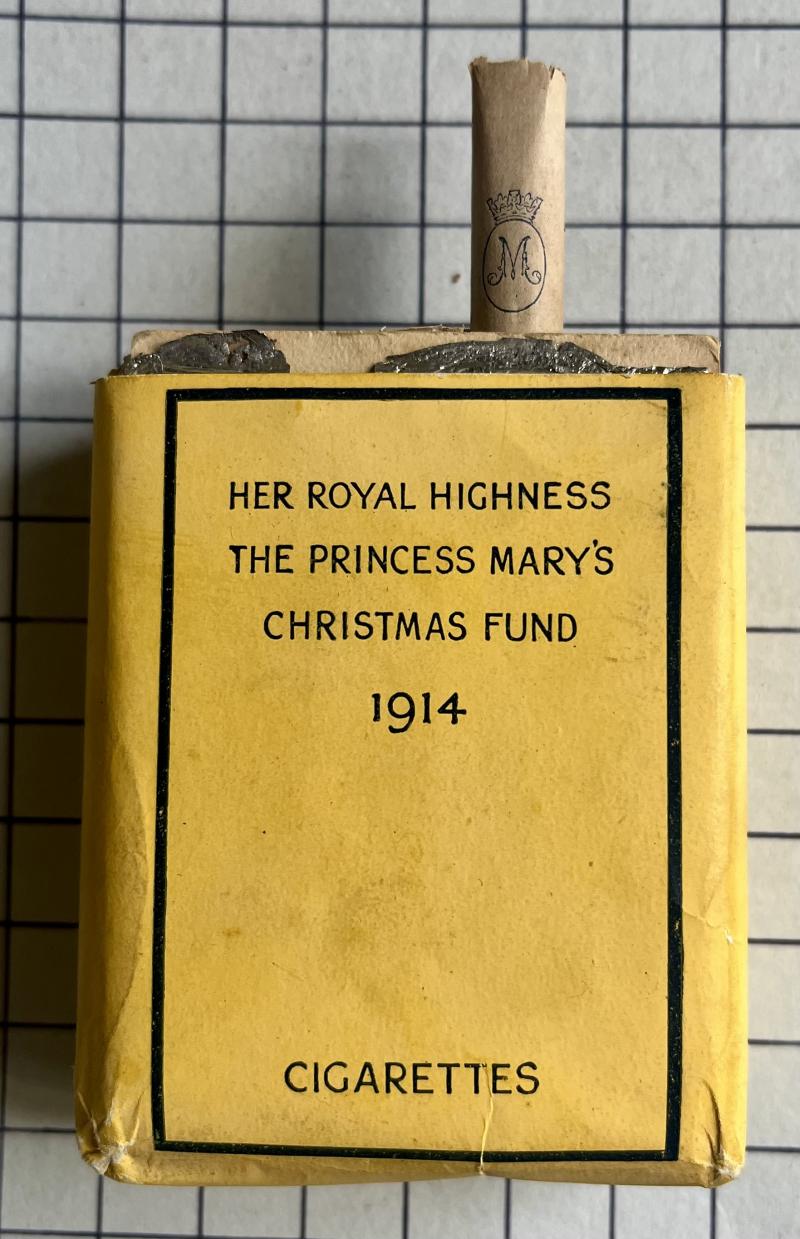 M
HER ROYAL HIGHNESS
THE PRINCESS MARY'S
CHRISTMAS FUND
1914
CIGARETTES